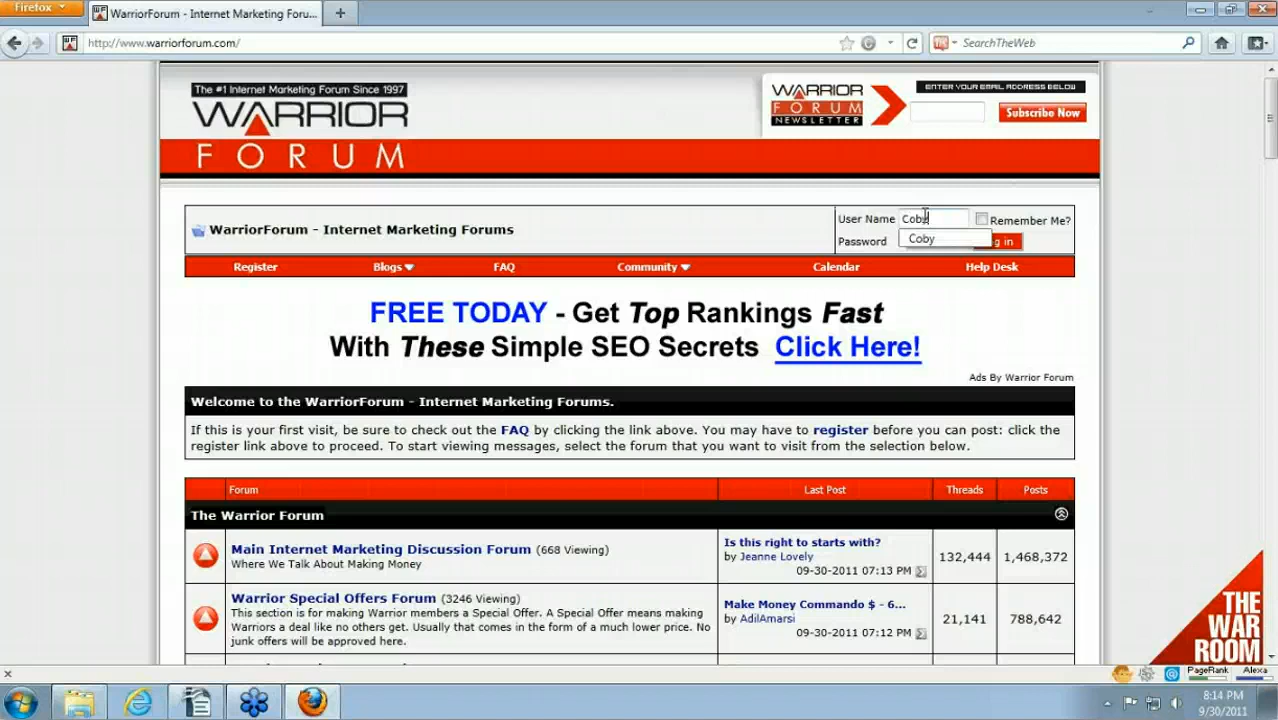 Firefox
WarriorForum - Internet Marketing Foru...
http://www.warriorforum.com/
SearchTheWeb
The #1 Internet Marketing Forum Since 1997
WARRIOR
FORUM
WARRIOR
FORUM
NEWSLETTER
ENTER YOUR EMAIL ADDRESS BELOW
Subscribe Now
WarriorForum - Internet Marketing Forums
User Name
Coby
Remember Me?
Password
Coby
g in
Register
Blogs
FAQ
Community
Calendar
Help Desk
FREE TODAY - Get Top Rankings Fast
With These Simple SEO Secrets Click Here!
Ads By Warrior Forum
Welcome to the WarriorForum - Internet Marketing Forums.
If this is your first visit, be sure to check out the FAQ by clicking the link above. You may have to register before you can post: click the
register link above to proceed. To start viewing messages, select the forum that you want to visit from the selection below.
Forum
Last Post
Threads
Posts
The Warrior Forum
Main Internet Marketing Discussion Forum (668 Viewing)
Where We Talk About Making Money
Is this right to starts with?
by Jeanne Lovely
09-30-2011 07:13 PM
132,444
1,468,372
Warrior Special Offers Forum (3246 Viewing)
This section is for making Warrior members a Special Offer. A Special Offer means making
Warriors a deal like no others get. Usually that comes in the form of a much lower price. No
junk offers will be approved here.
Make Money Commando $ - 6...
by AdilAmarsi
09-30-2011 07:12 PM
21,141
788,642
THE
WAR
ROOM
PageRank
Alexa
8:14 PM
9/30/2011